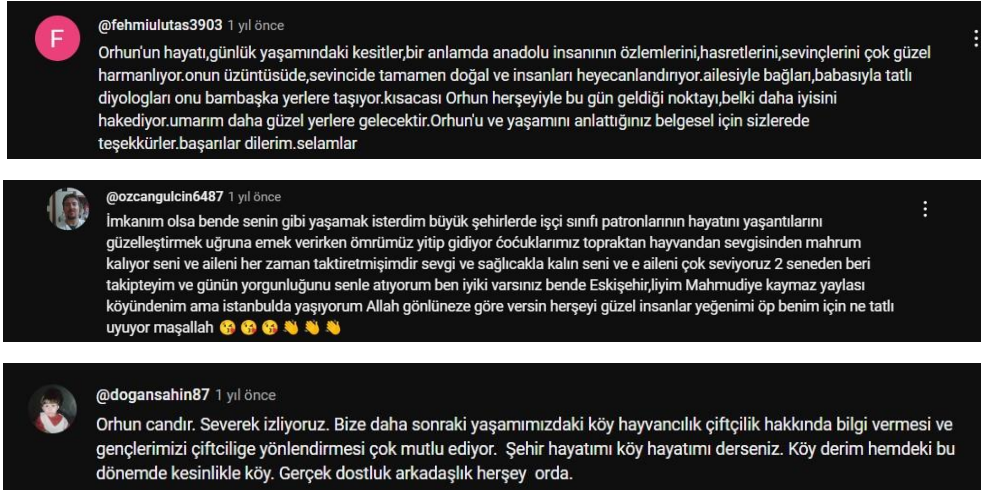 F
@fehmiulutas3903 1 yıl önce
Orhun'un hayatı,günlük yaşamındaki kesitler,bir anlamda anadolu insanının özlemlerini,hasretlerini,sevinçlerini çok güzel
harmanlıyor.onun üzüntüsüde,sevincide tamamen doğal ve insanları heyecanlandırıyor.ailesiyle bağları,babasıyla tatlı
diyologları onu bambaşka yerlere taşıyor.kısacası Orhun herşeyiyle bu gün geldiği noktayı,belki daha iyisini
hakediyor.umarım daha güzel yerlere gelecektir.Orhun'u ve yaşamını anlattığınız belgesel için sizlerede
teşekkürler.başarılar dilerim.selamlar
@ozcangulcin6487 1 yıl önce
İmkanım olsa bende senin gibi yaşamak isterdim büyük şehirlerde işçi sınıfı patronlarının hayatını yaşantılarını
güzelleştirmek uğruna emek verirken ömrümüz yitip gidiyor ćoćuklarımız topraktan hayvandan sevgisinden mahrum
kalıyor seni ve aileni her zaman taktiretmişimdir sevgi ve sağlıcakla kalın seni ve e aileni çok seviyoruz 2 seneden beri
takipteyim ve günün yorgunluğunu senle atıyorum ben iyiki varsınız bende Eskişehir,liyim Mahmudiye kaymaz yaylası
köyündenim ama istanbulda yaşıyorum Allah gönlüneze göre versin herşeyi güzel insanlar yeğenimi öp benim için ne tatlı
uyuyor maşallah 😘 😘 😘 👏 👏 👏
@dogansahin87 1 yıl önce
Orhun candır. Severek izliyoruz. Bize daha sonraki yaşamımızdaki köy hayvancılık çiftçilik hakkında bilgi vermesi ve
gençlerimizi çiftcilige yönlendirmesi çok mutlu ediyor. Şehir hayatımı köy hayatımı derseniz. Köy derim hemdeki bu
dönemde kesinlikle köy. Gerçek dostluk arkadaşlık herşey orda.